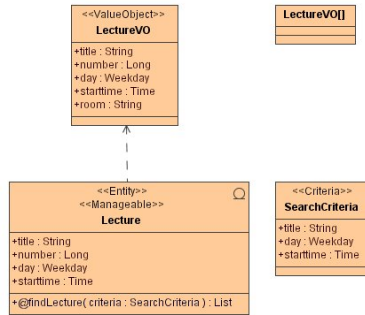 <<ValueObject>>
LectureVO
+title : String
+number : Long
+day : Weekday
+starttime : Time
+room : String
LectureVO[]
<<Entity>>
<<Manageable>>
Lecture
+title : String
+number : Long
+day : Weekday
+starttime : Time
+@findLecture( criteria : SearchCriteria ) : List
<<Criteria>>
SearchCriteria
+title : String
+day : Weekday
+starttime : Time